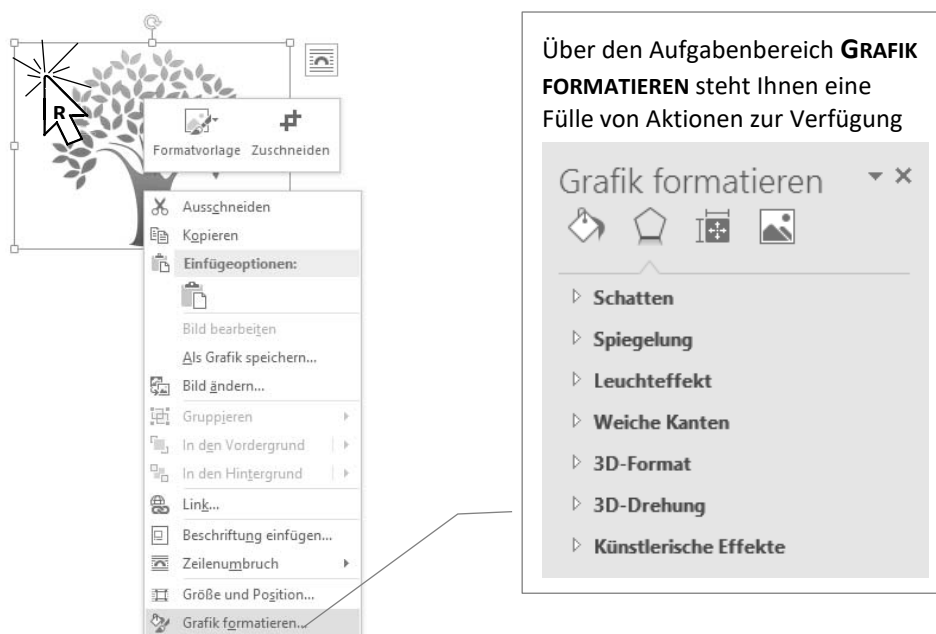 R
Formatvorlage Zuschneiden
Ausschneiden
Kopieren
Einfügeoptionen:
Bild bearbeiten
Als Grafik speichern...
Bild ändern...
Gruppieren
In den Vordergrund
In den Hintergrund
Link...
Beschriftung einfügen...
Zeilenumbruch
Größe und Position...
Grafik formatieren...
Über den Aufgabenbereich GRAFIK
FORMATIEREN steht Ihnen eine
Fülle von Aktionen zur Verfügung
Grafik formatieren
Schatten
Spiegelung
Leuchteffekt
Weiche Kanten
3D-Format
3D-Drehung
Künstlerische Effekte